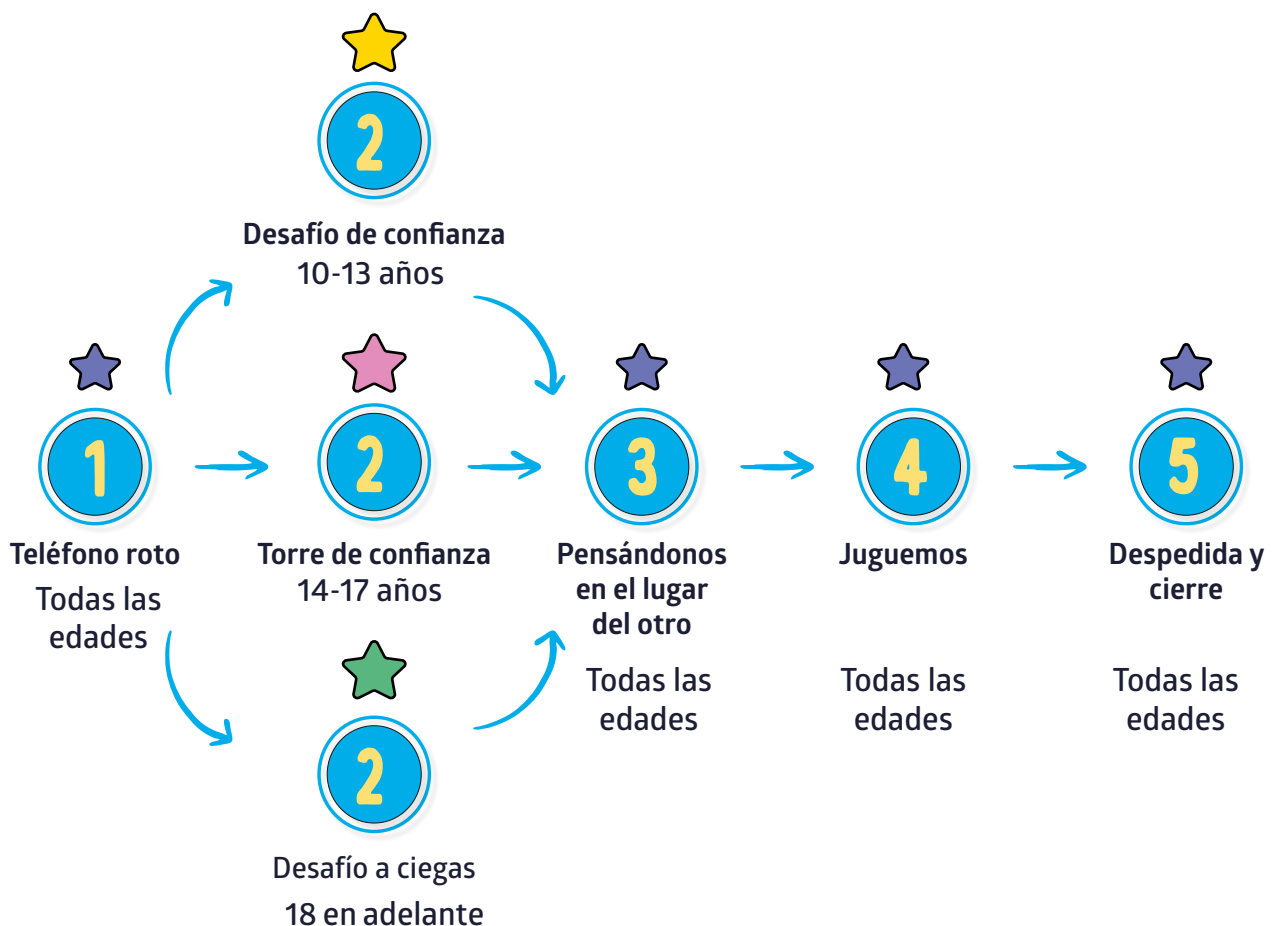 2
Desafío de confianza
10-13 años
1
Teléfono roto
Todas las
edades
2
Torre de confianza
14-17 años
2
Desafío a ciegas
18 en adelante
3
Pensándonos
en el lugar
del otro
Todas las
edades
4
Juguemos
Todas las
edades
5
Despedida y
cierre
Todas las
edades